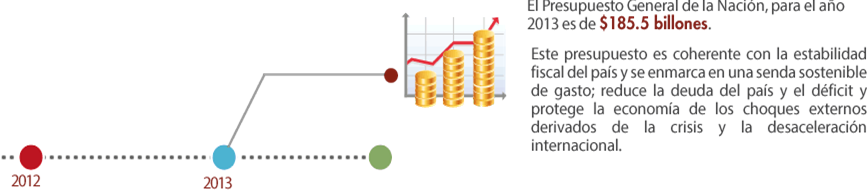 El Presupuesto General de la Nación, para el año
2013 es de $185.5 billones.
Este presupuesto es coherente con la estabilidad
fiscal del país y se enmarca en una senda sostenible
de gasto; reduce la deuda del país y el déficit y
protege la economía de los choques externos
derivados de la crisis y la desaceleración
internacional.
2012
2013